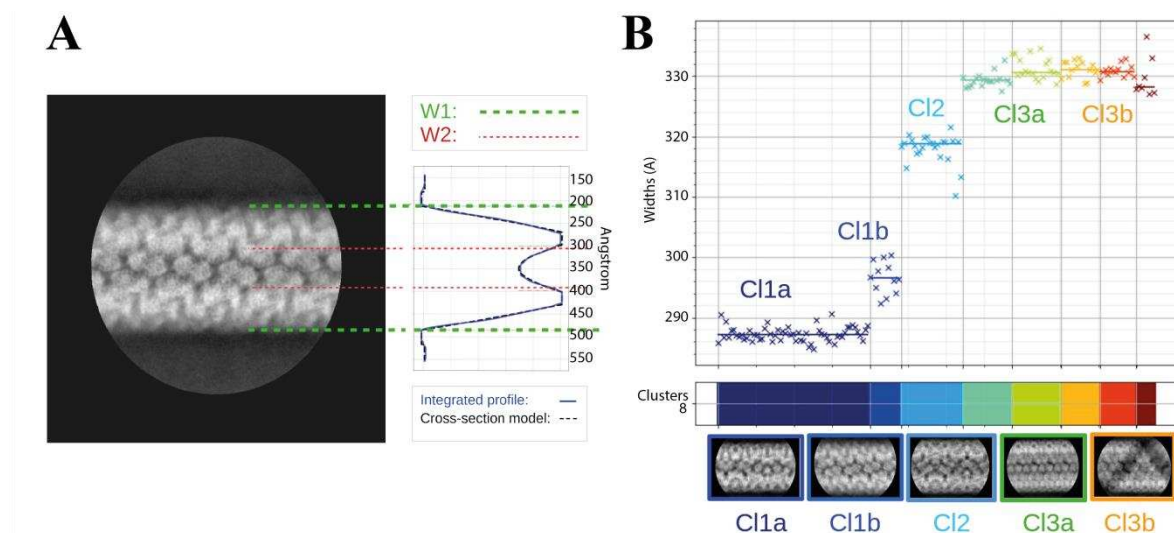 A
W1:
W2:
150
200
250
300
350
400
450
500
550
Angstrom
Integrated profile:
Cross-section model:
B
330
320
310
300
290
Widths (A)
Cl1a
Cl1b
Cl2
Cl3a
Cl3b
Clusters
8
Cl1a Cl1b Cl2 Cl3a Cl3b